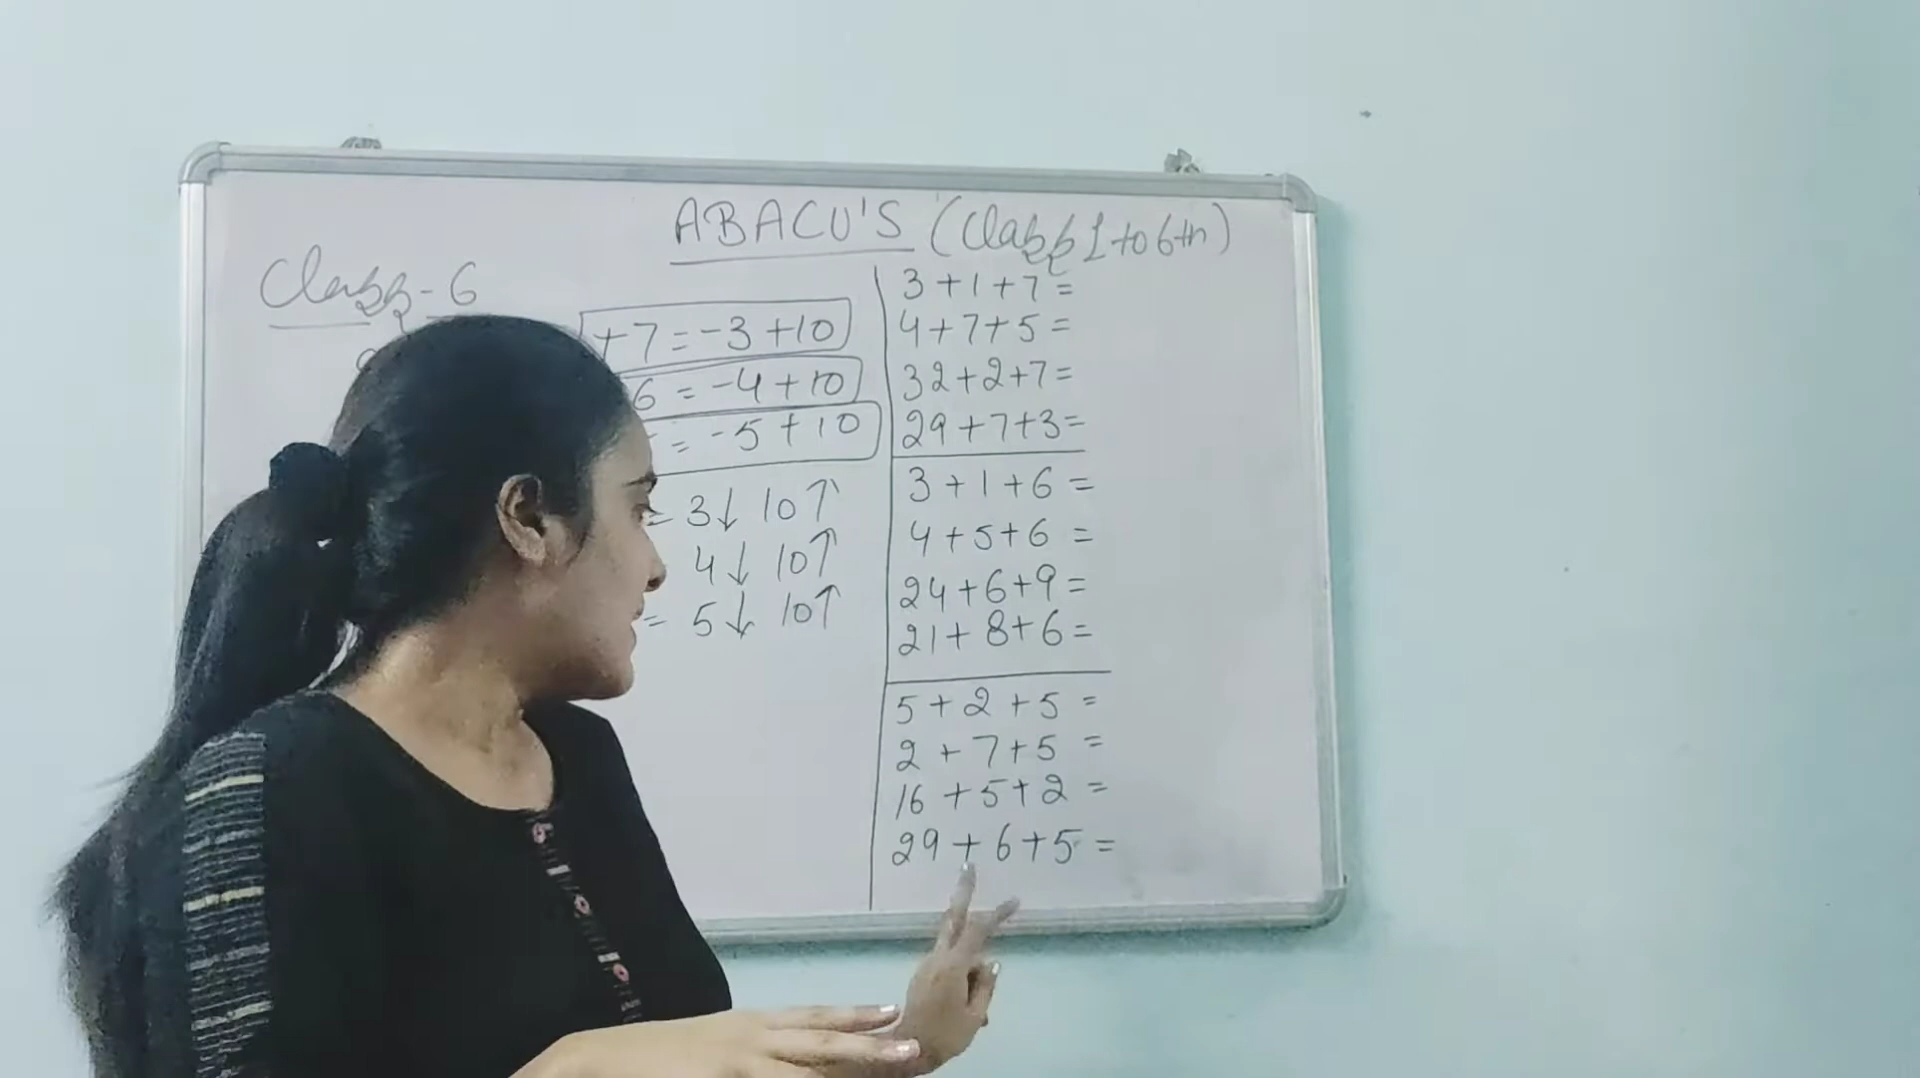 ABACU'S (Class 1 to 6th)
Class - 6
+7 = -3 +10
6 = -4 +10
= -5 +10
= 3↓ 10↑
4↓ 10↑
= 5↓ 10↑
3 +1 +7 =
4+7+5 =
32+2+7=
29+7+3=
3 +1 +6 =
4 +5+6 =
24+6+9=
21+ 8+6=
5 + 2 +5 =
2 + 7+5 =
16 +5+2 =
29+ 6+5 =